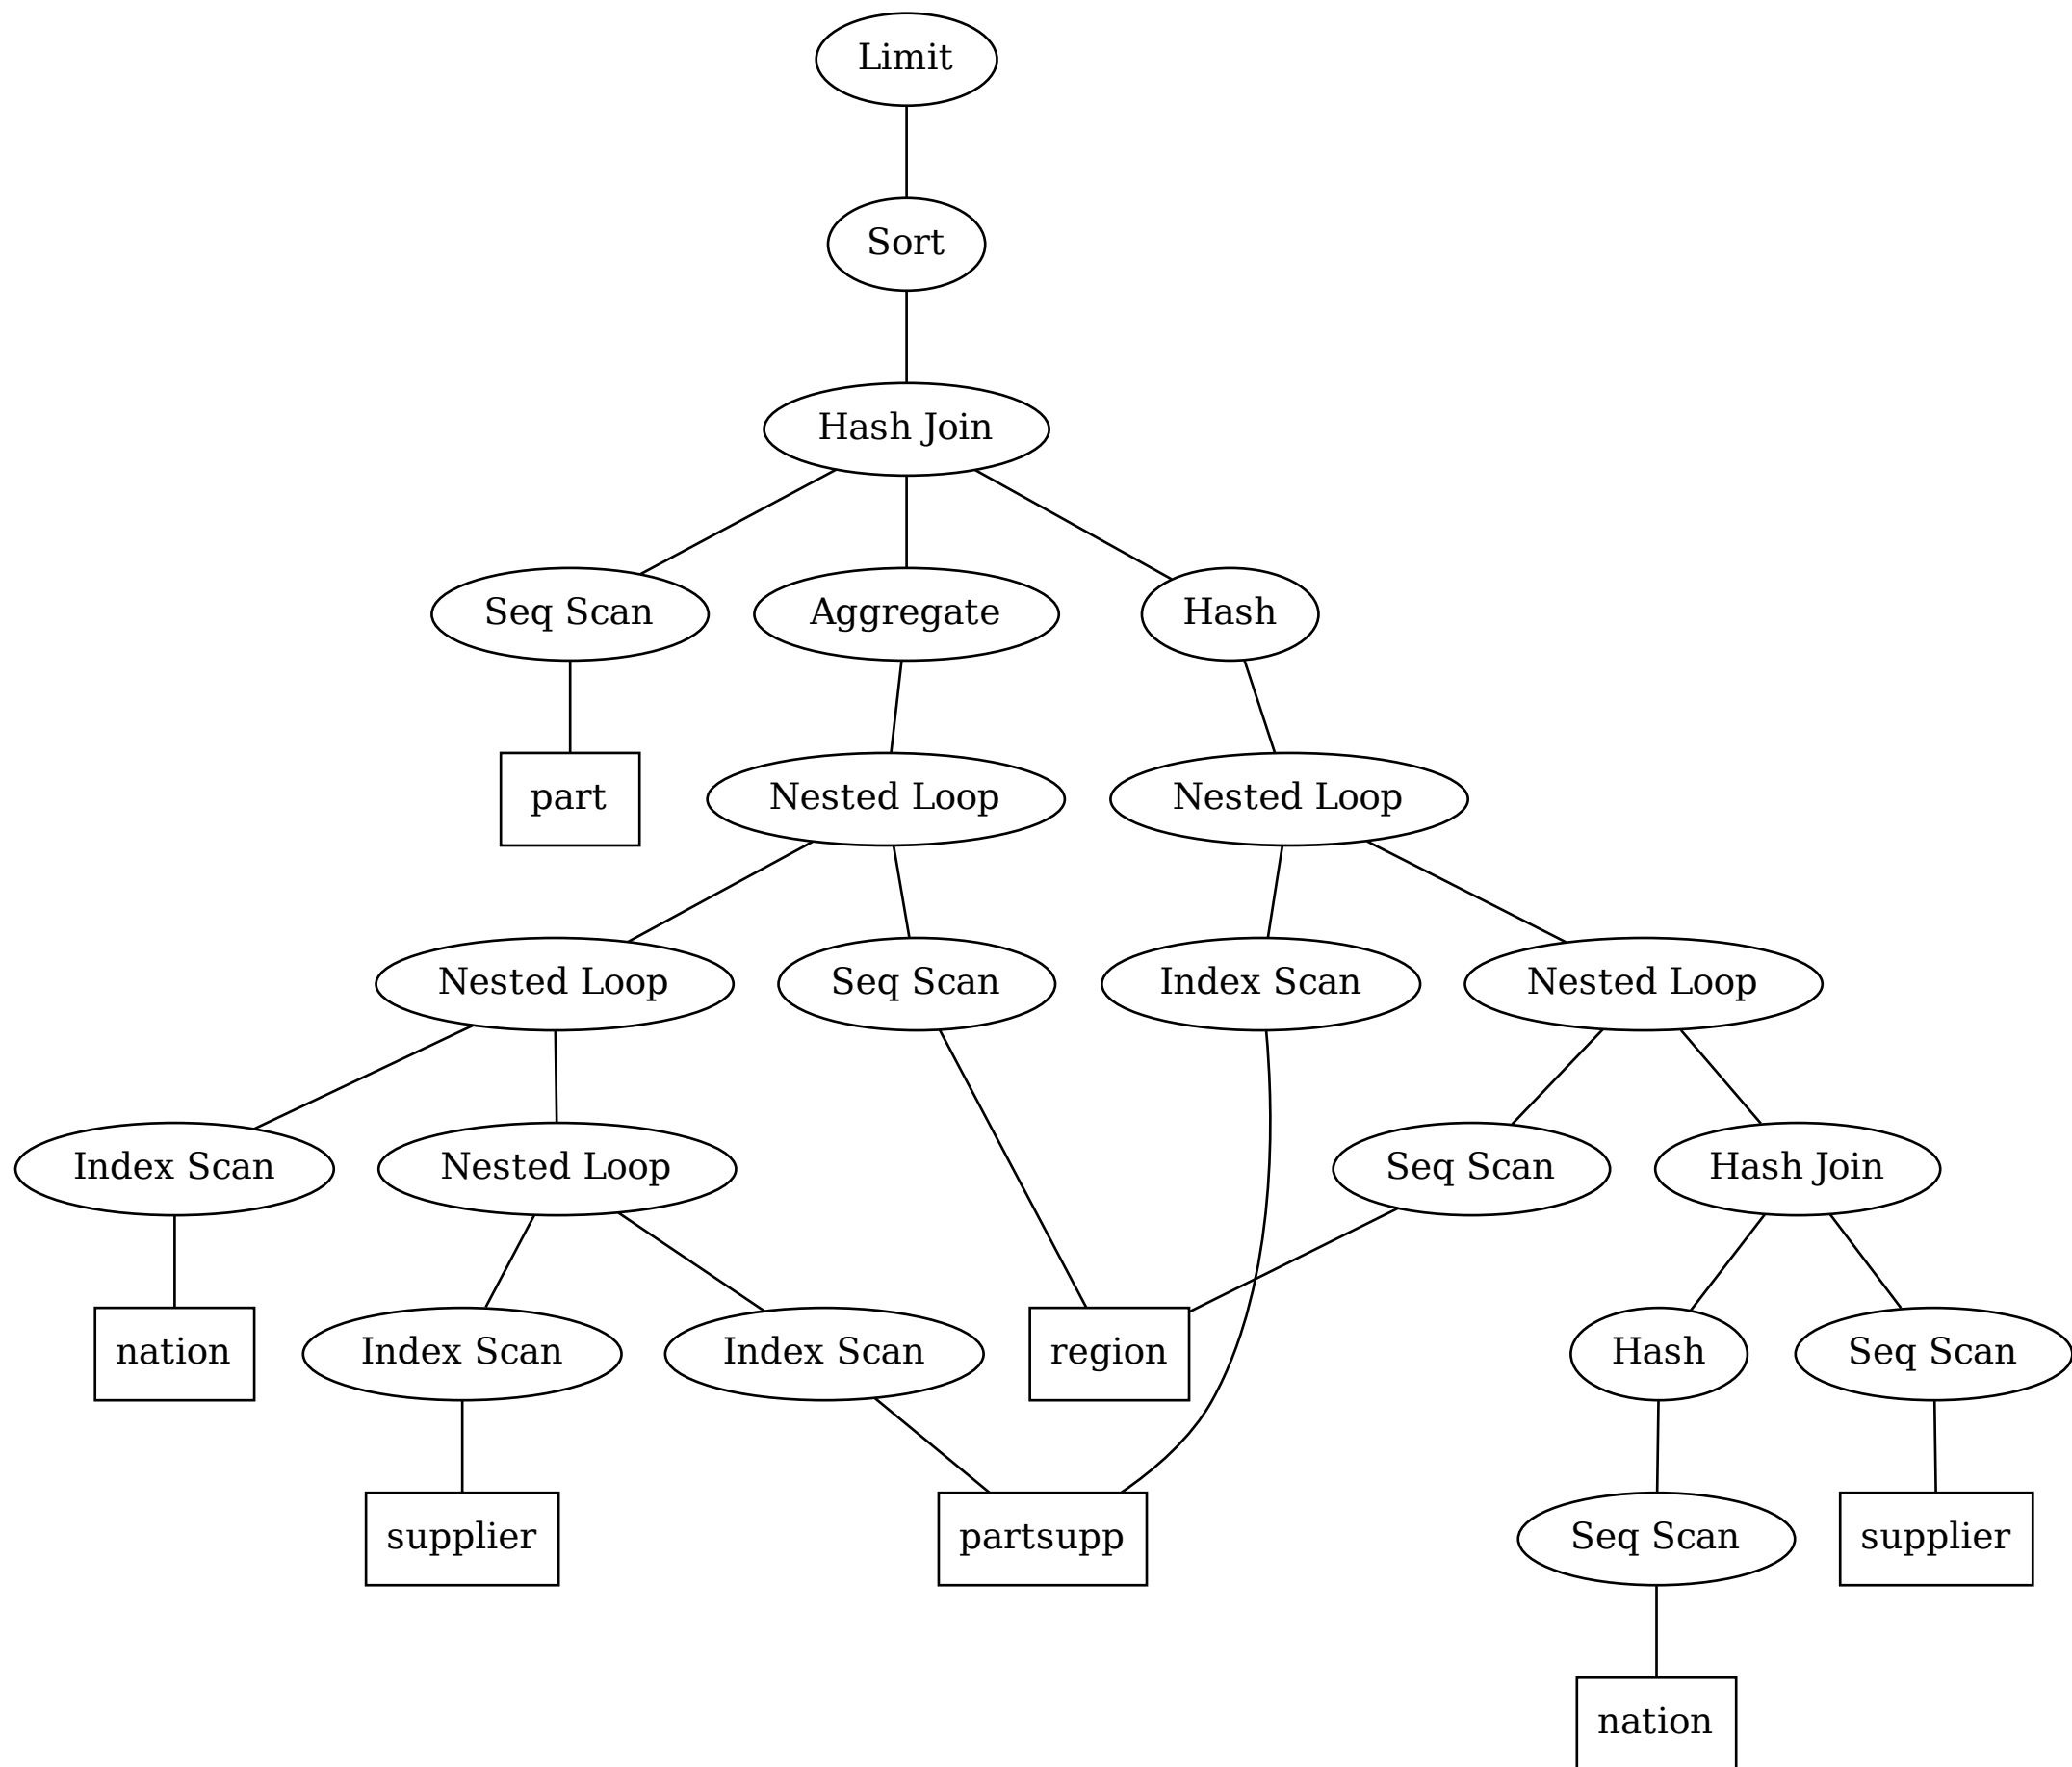 Limit
Sort
Hash Join
Seq Scan
Aggregate
Hash
part
Nested Loop
Nested Loop
Nested Loop
Seq Scan
Index Scan
Nested Loop
Index Scan
Nested Loop
Seq Scan
Hash Join
nation
Index Scan
Index Scan
region
Hash
Seq Scan
supplier
partsupp
Seq Scan
supplier
nation